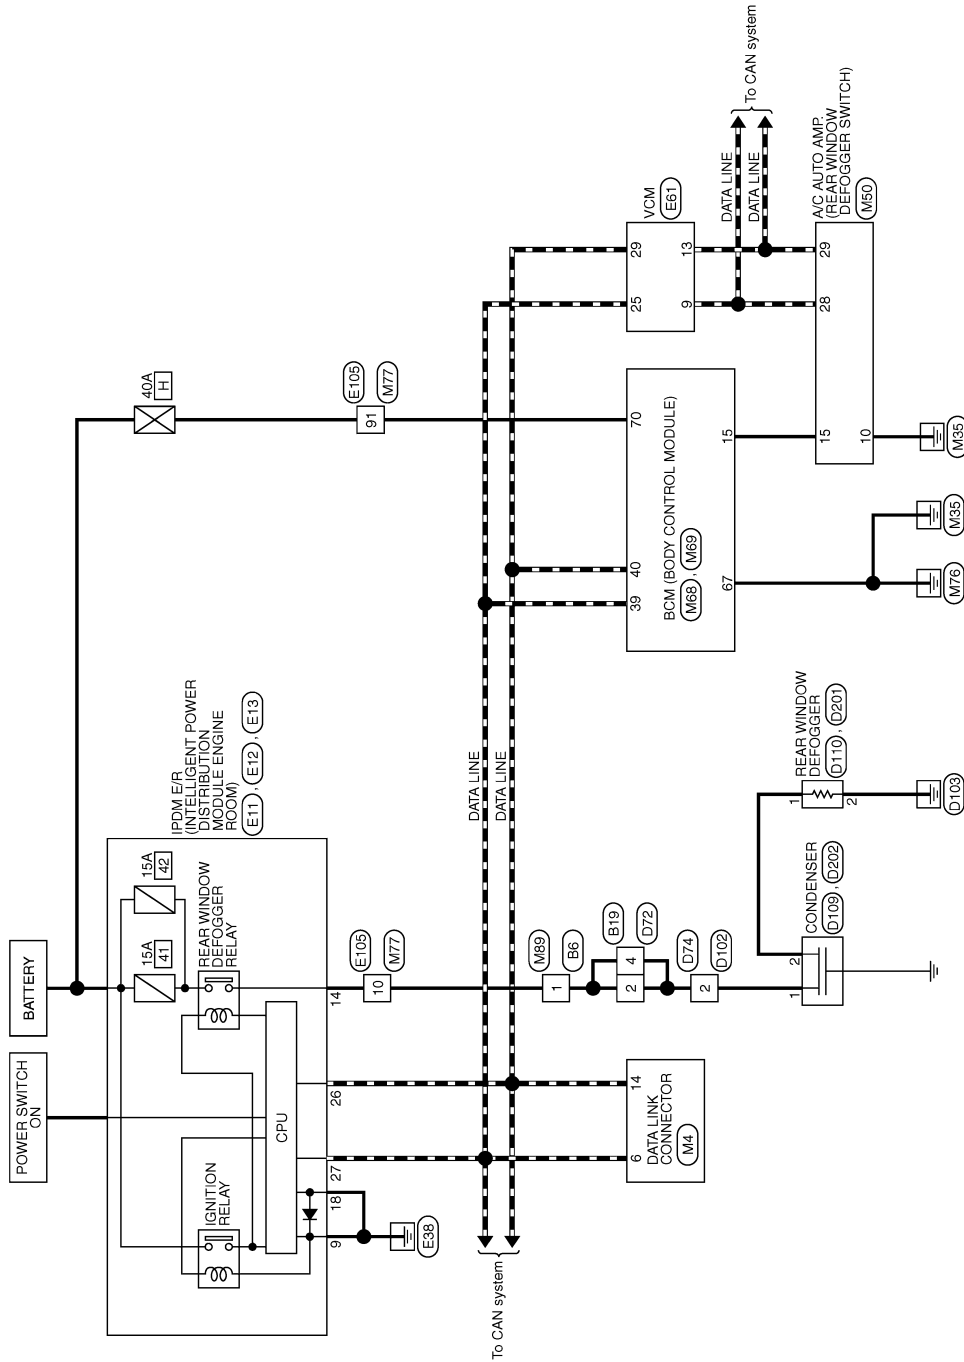 BATTERY
POWER SWITCH
ON
IPDM E/R
(INTELLIGENT POWER
DISTRIBUTION
MODULE ENGINE
ROOM)
E11 , E12 , E13
15A
41
15A
42
REAR WINDOW
DEFOGGER
RELAY
IGNITION
RELAY
CPU
9
18
27
26
14
E38
E105
10
M77
40A
H
E105
91
M77
DATA LINE
DATA LINE
To CAN system
6
14
DATA LINK
CONNECTOR
M4
M89
1
B6
B19
2
4
D72
D74
2
D102
CONDENSER
D109 , D202
1
2
REAR WINDOW
DEFOGGER
D110 , D201
1
2
D103
39
40
70
BCM (BODY CONTROL MODULE)
M68 , M69
67
15
M76
M35
25
29
VCM
E61
9
13
DATA LINE
DATA LINE
To CAN system
15
28
29
10
A/C AUTO AMP.
(REAR WINDOW
DEFOGGER SWITCH)
M50
M35